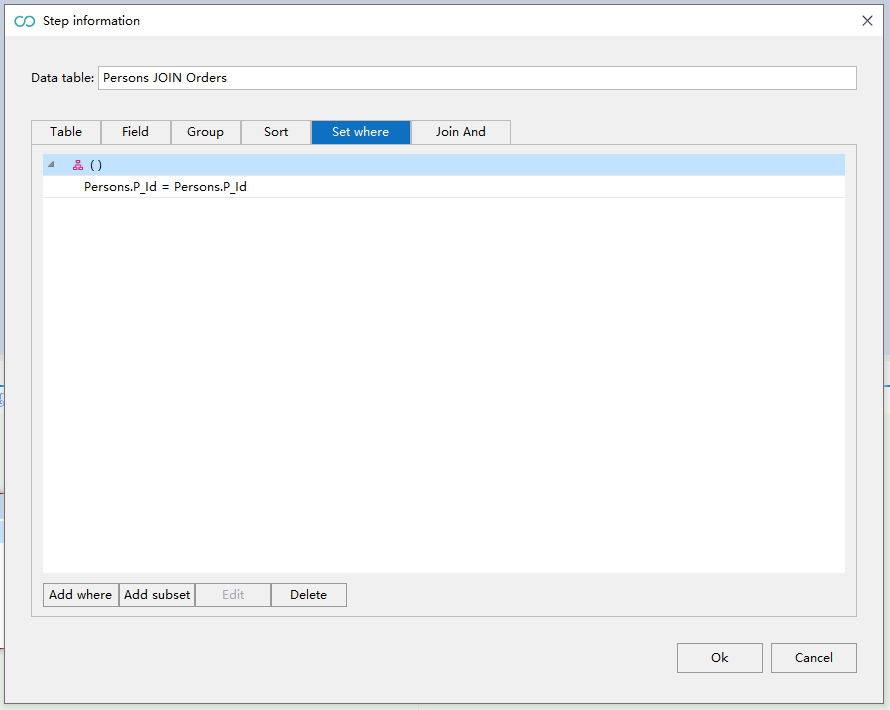 Step information
Data table: Persons JOIN Orders
Table Field Group Sort Set where Join And
( )
Persons.P_Id = Persons.P_Id
Add where Add subset Edit Delete
Ok Cancel